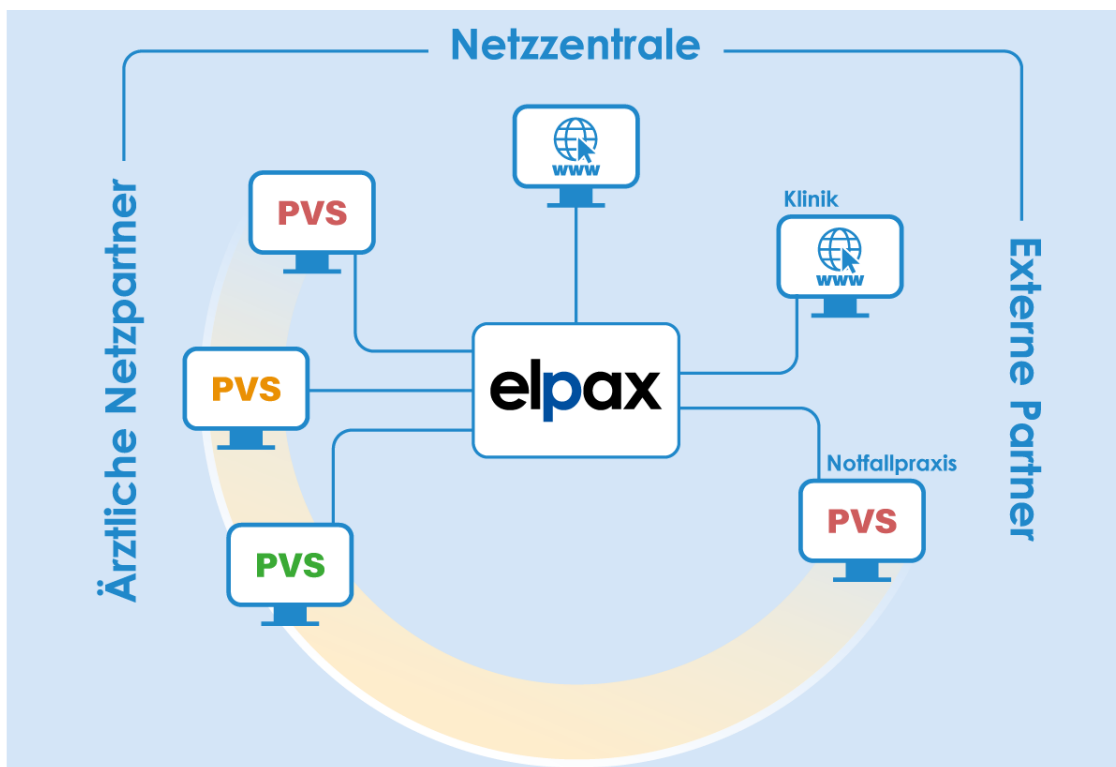 Netzzentrale
Ärztliche Netzpartner
Externe Partner
www
PVS
Klinik
www
PVS
elpax
Notfallpraxis
PVS
PVS